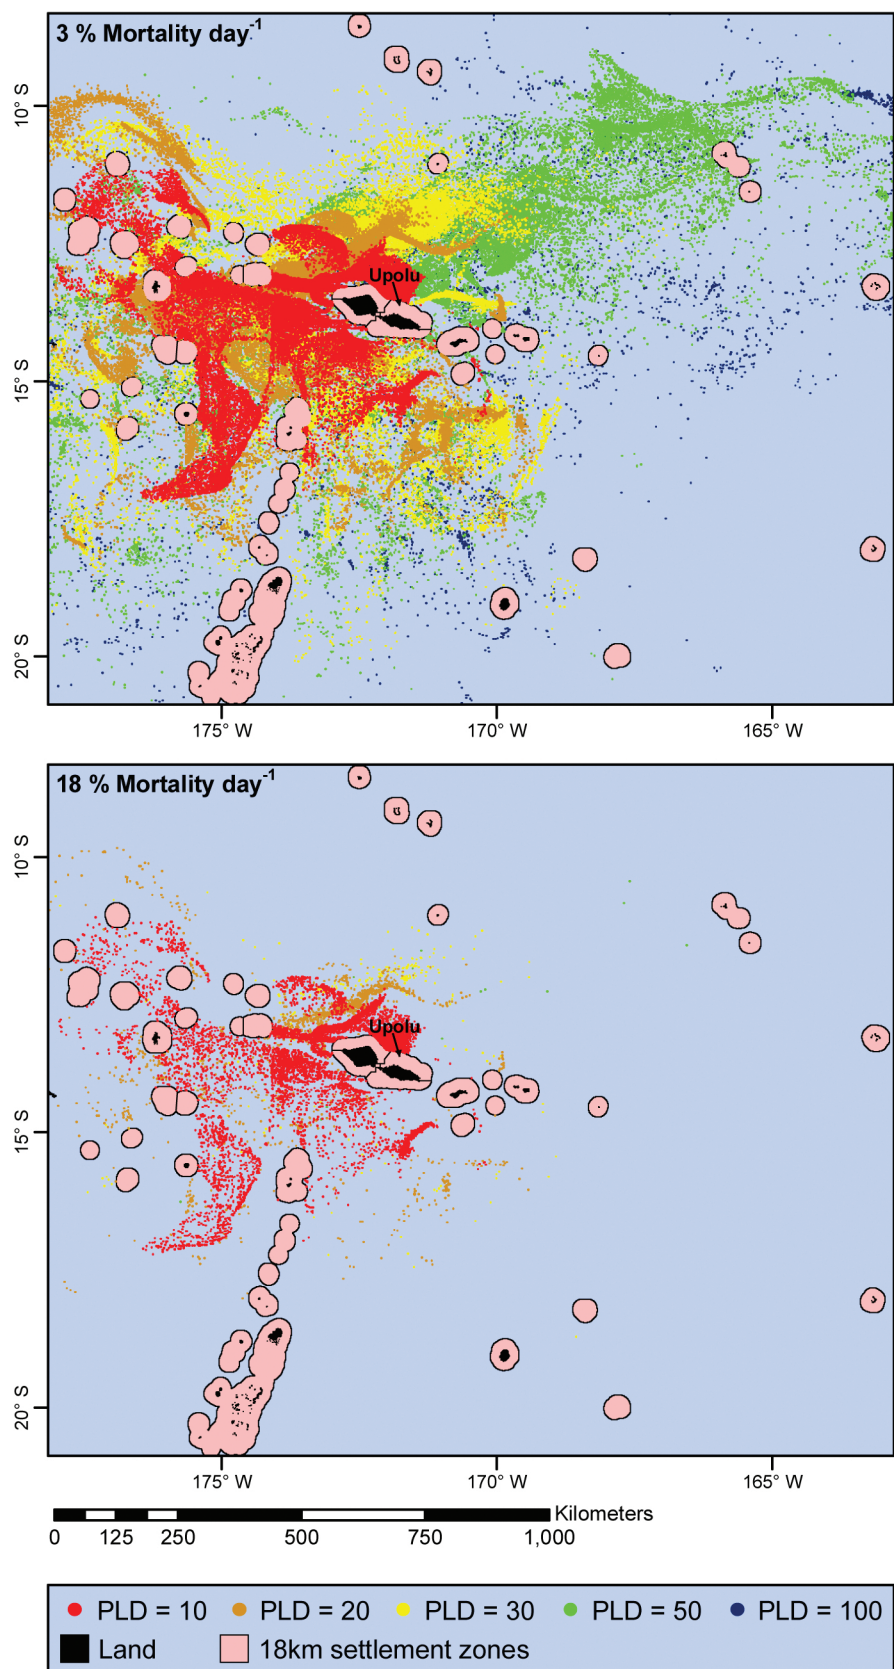 3 % Mortality day-1
Upolu
10° S
15° S
20° S
175° W
170° W
165° W
18 % Mortality day-1
Upolu
10° S
15° S
20° S
175° W
170° W
165° W
Kilometers
0 125 250 500 750 1,000
PLD = 10 PLD = 20 PLD = 30 PLD = 50 PLD = 100
Land 18km settlement zones